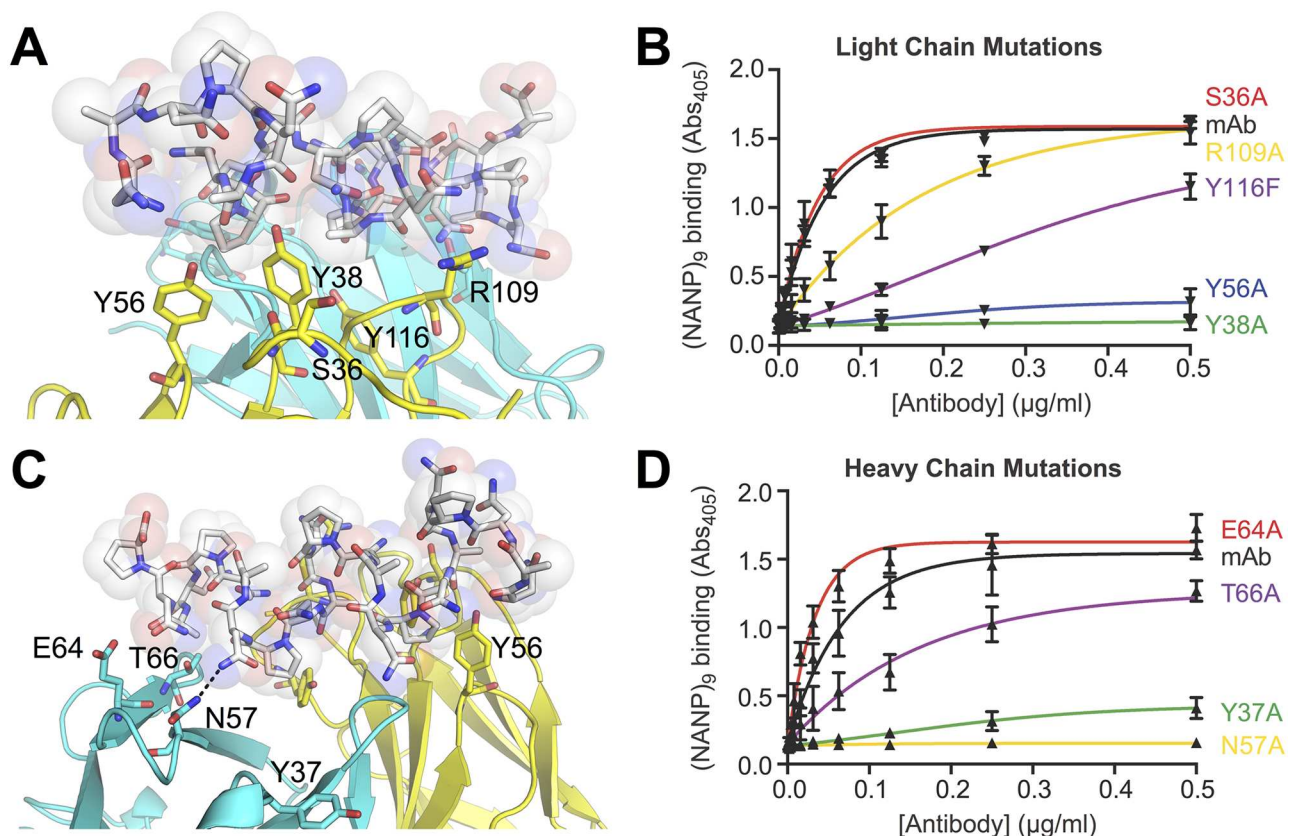 A
Y56
Y38
S36
Y116
R109
B
Light Chain Mutations
(NANP)9 binding (Abs405)
2.0
1.5
1.0
0.5
0.0
0.0 0.1 0.2 0.3 0.4 0.5
[Antibody] (µg/ml)
S36A
mAb
R109A
Y116F
Y56A
Y38A
C
E64
T66
N57
Y37
Y56
D
Heavy Chain Mutations
(NANP)9 binding (Abs405)
2.0
1.5
1.0
0.5
0.0
0.0 0.1 0.2 0.3 0.4 0.5
[Antibody] (µg/ml)
E64A
mAb
T66A
Y37A
N57A